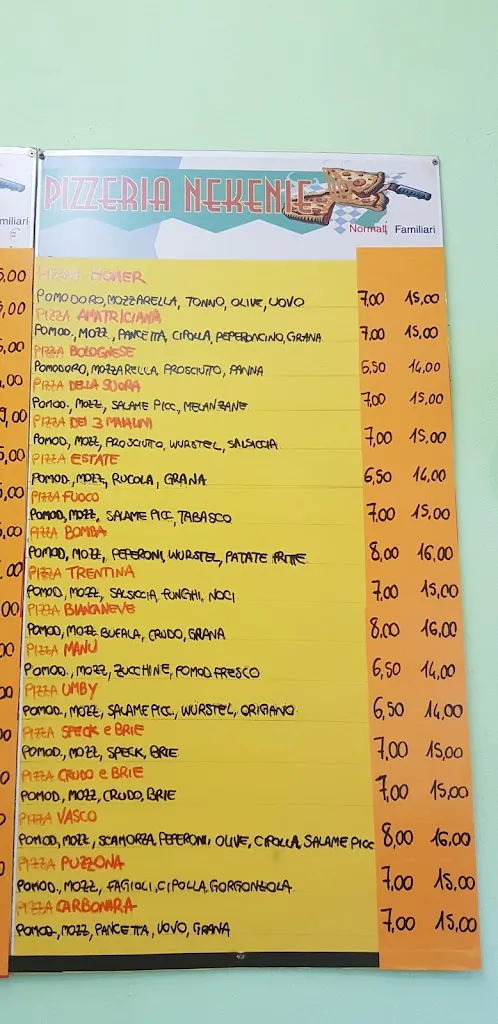 PIZZERIA NEKENIE
miliari
€
Normali Familiari
PIZZA HOMER
POMODORO, MOZZARELLA, TONNO, OLIVE, UOVO 7,00 15,00
PIZZA AMATRICIANA
POMOD., MOZZ, PANCETTA, CIPOLLA, PEPERONCINO, GRANA 7,00 15,00
PIZZA BOLOGNESE
POMODORO, MOZZARELLA, PROSCIUTTO, PANNA 6,50 14,00
PIZZA DELLA SUORA
POMOD., MOZZ, SALAME PICC, MELANZANE 7,00 15,00
PIZZA DEI 3 MAIALINI
POMOD, MOZZ, PROSCIUTTO, WURSTEL, SALSICCIA 7,00 15,00
PIZZA ESTATE
POMOD., MOZZ, RUCOLA, GRANA 6,50 14,00
PIZZA FUOCO
POMOD, MOZZ, SALAME PICC, TABASCO 7,00 15,00
PIZZA BOMBA
POMOD, MOZZ, PEPERONI, WURSTEL, PATATE FRITTE 8,00 16,00
PIZZA TRENTINA
POMOD, MOZZ, SALSICCIA, FUNGHI, NOCI 7,00 15,00
PIZZA BIANCANEVE
POMOD, MOZZ BUFALA, CRUDO, GRANA 8,00 16,00
PIZZA MANU
POMOD., MOZZ, ZUCCHINE, POMOD FRESCO 6,50 14,00
PIZZA UMBY
POMOD., MOZZ, SALAME PICC, WURSTEL, ORIGANO 6,50 14,00
PIZZA SPECK e BRIE
POMOD., MOZZ, SPECK, BRIE 7,00 15,00
PIZZA CRUDO e BRIE
POMOD., MOZZ, CRUDO, BRIE 7,00 15,00
PIZZA VASCO
POMOD, MOZZ, SCAMORZA, PEPERONI, OLIVE, CIPOLLA, SALAME PICC 8,00 16,00
PIZZA PUZZONA
POMOD., MOZZ, FAGIOLI, CIPOLLA, GORGONZOLA 7,00 15,00
PIZZA CARBONARA
POMOD, MOZZ, PANCETTA, UOVO, GRANA 7,00 15,00